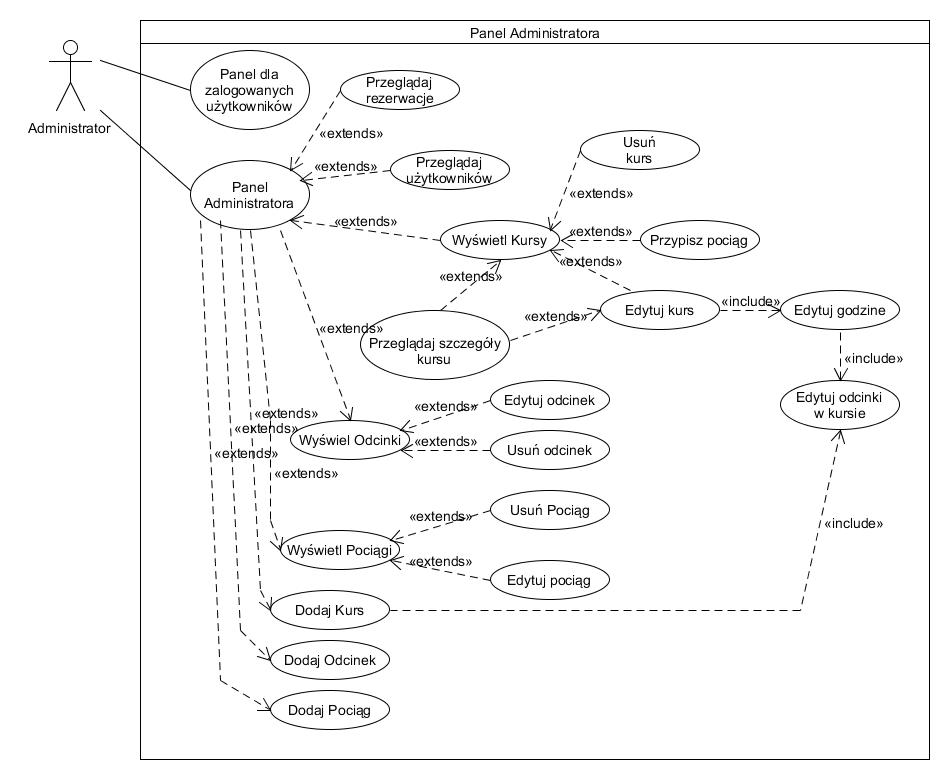 Panel Administratora
Administrator
Panel dla
zalogowanych
użytkowników
Przeglądaj
rezerwacje
«extends»
Usuń
kurs
«extends»
Przeglądaj
użytkowników
Panel
Administratora
«extends»
«extends»
Wyświetl Kursy
«extends»
Przypisz pociąg
«extends»
«extends»
Edytuj kurs
«include»
Edytuj godzine
«extends»
«extends»
Przeglądaj szczegóły
kursu
«include»
Edytuj odcinki
w kursie
Edytuj odcinek
«extends»
«extends»
«extends»
Wyświel Odcinki
«extends»
Usuń odcinek
«extends»
«extends»
Usuń Pociąg
«extends»
«include»
Wyświetl Pociągi
«extends»
Edytuj pociąg
Dodaj Kurs
Dodaj Odcinek
Dodaj Pociąg